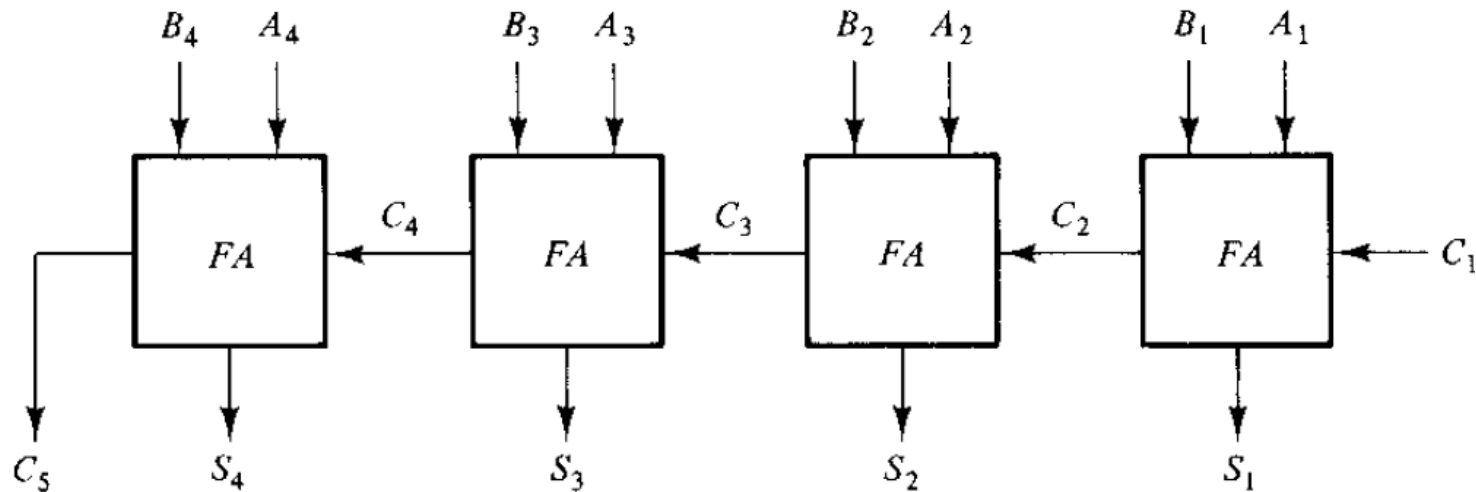 B₄ A₄ B₃ A₃ B₂ A₂ B₁ A₁
C₄ C₃ C₂
FA FA FA FA C₁
C₅ S₄ S₃ S₂ S₁